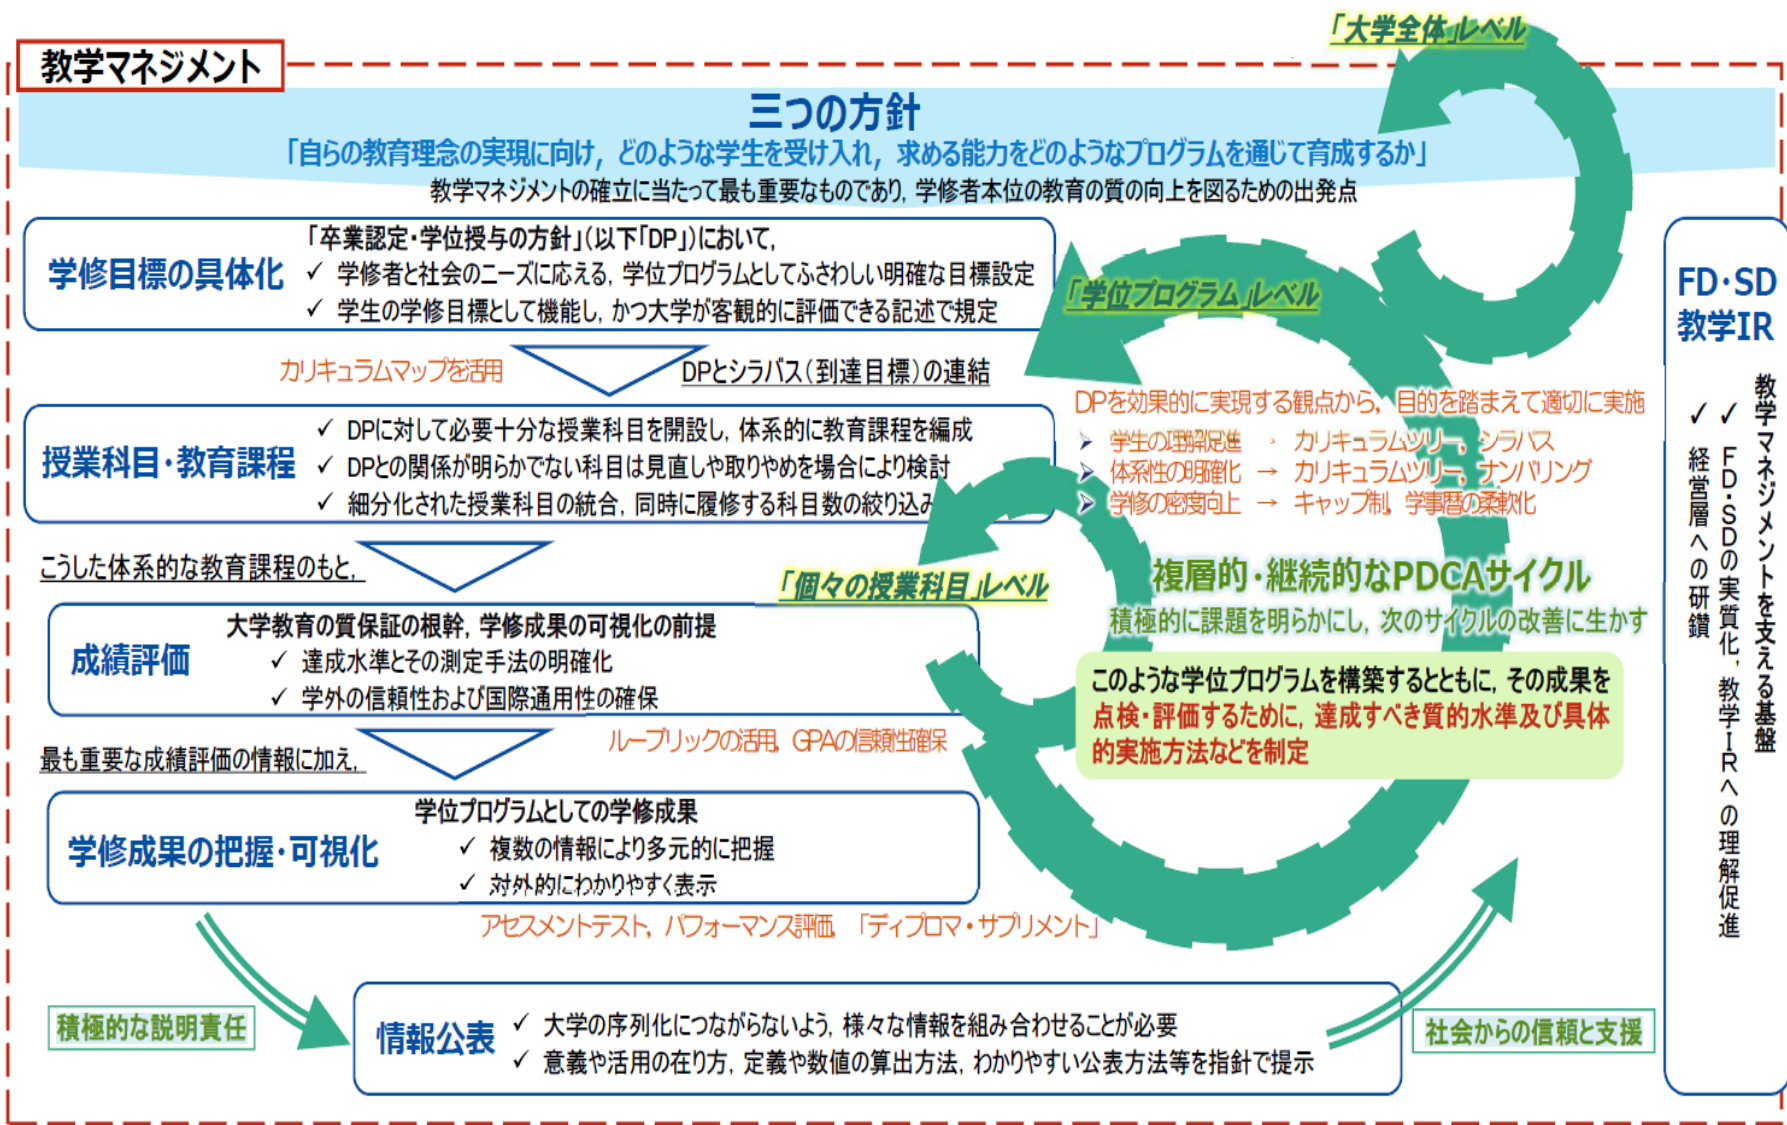 「大学全体」レベル
教学マネジメント
三つの方針
「自らの教育理念の実現に向け，どのような学生を受け入れ，求める能力をどのようなプログラムを通じて育成するか」
教学マネジメントの確立に当たって最も重要なものであり，学修者本位の教育の質の向上を図るための出発点
学修目標の具体化
「卒業認定・学位授与の方針」（以下「DP」）において，
✓ 学修者と社会のニーズに応える，学位プログラムとしてふさわしい明確な目標設定
✓ 学生の学修目標として機能し，かつ大学が客観的に評価できる記述で規定
「学位プログラム」レベル
カリキュラムマップを活用
DPとシラバス（到達目標）の連結
授業科目・教育課程
✓ DPに対して必要十分な授業科目を開設し，体系的に教育課程を編成
✓ DPとの関係が明らかでない科目は見直しや取りやめを場合により検討
✓ 細分化された授業科目の統合，同時に履修する科目数の絞り込み
DPを効果的に実現する観点から，目的を踏まえて適切に実施
➢ 学生の理解促進 → カリキュラムツリー，シラバス
➢ 体系性の明確化 → カリキュラムツリー，ナンバリング
➢ 学修の密度向上 → キャップ制，学事暦の柔軟化
こうした体系的な教育課程のもと，
「個々の授業科目」レベル
複層的・継続的なPDCAサイクル
積極的に課題を明らかにし，次のサイクルの改善に生かす
成績評価
大学教育の質保証の根幹，学修成果の可視化の前提
✓ 達成水準とその測定手法の明確化
✓ 学外の信頼性および国際通用性の確保
このような学位プログラムを構築するとともに，その成果を
点検・評価するために，達成すべき質的水準及び具体
的実施方法などを制定
最も重要な成績評価の情報に加え，
ルーブリックの活用，GPAの信頼性確保
学修成果の把握・可視化
学位プログラムとしての学修成果
✓ 複数の情報により多元的に把握
✓ 対外的にわかりやすく表示
アセスメントテスト，パフォーマンス評価，「ディプロマ・サプリメント」
積極的な説明責任
情報公表
✓ 大学の序列化につながらないよう，様々な情報を組み合わせることが必要
✓ 意義や活用の在り方，定義や数値の算出方法，わかりやすい公表方法等を指針で提示
社会からの信頼と支援
FD・SD
教学IR
教学マネジメントを支える基盤
✓ FD・SDの実質化，教学IRへの理解促進
✓ 経営層への研鑽